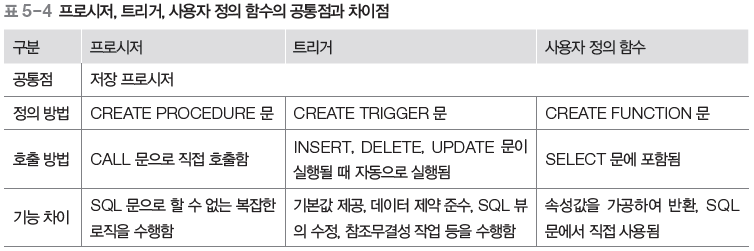 표 5-4 프로시저, 트리거, 사용자 정의 함수의 공통점과 차이점
구분 프로시저 트리거 사용자 정의 함수
공통점 저장 프로시저
정의 방법 CREATE PROCEDURE 문 CREATE TRIGGER 문 CREATE FUNCTION 문
호출 방법 CALL 문으로 직접 호출함
INSERT, DELETE, UPDATE 문이
실행될 때 자동으로 실행됨
SELECT 문에 포함됨
기능 차이
SQL 문으로 할 수 없는 복잡한
로직을 수행함
기본값 제공, 데이터 제약 준수, SQL 뷰
의 수정, 참조무결성 작업 등을 수행함
속성값을 가공하여 반환, SQL
문에서 직접 사용됨